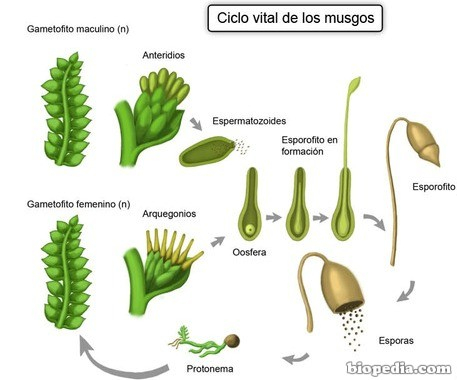 Ciclo vital de los musgos
Gametofito maculino (n)
Anteridios
Espermatozoides
Esporofito en
formación
Esporofito
Gametofito femenino (n)
Arquegonios
Oosfera
Esporas
Protonema
biopedia.com